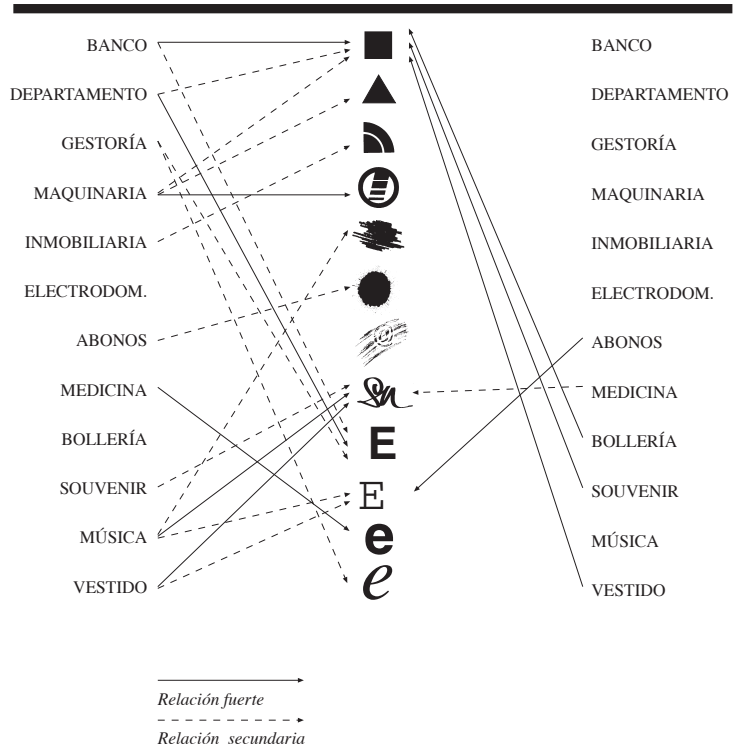 BANCO BANCO
DEPARTAMENTO DEPARTAMENTO
GESTORÍA GESTORÍA
MAQUINARIA MAQUINARIA
INMOBILIARIA INMOBILIARIA
ELECTRODOM. ELECTRODOM.
ABONOS ABONOS
MEDICINA MEDICINA
BOLLERÍA E BOLLERÍA
SOUVENIR E SOUVENIR
MÚSICA e MÚSICA
VESTIDO e VESTIDO
Relación fuerte
Relación secundaria